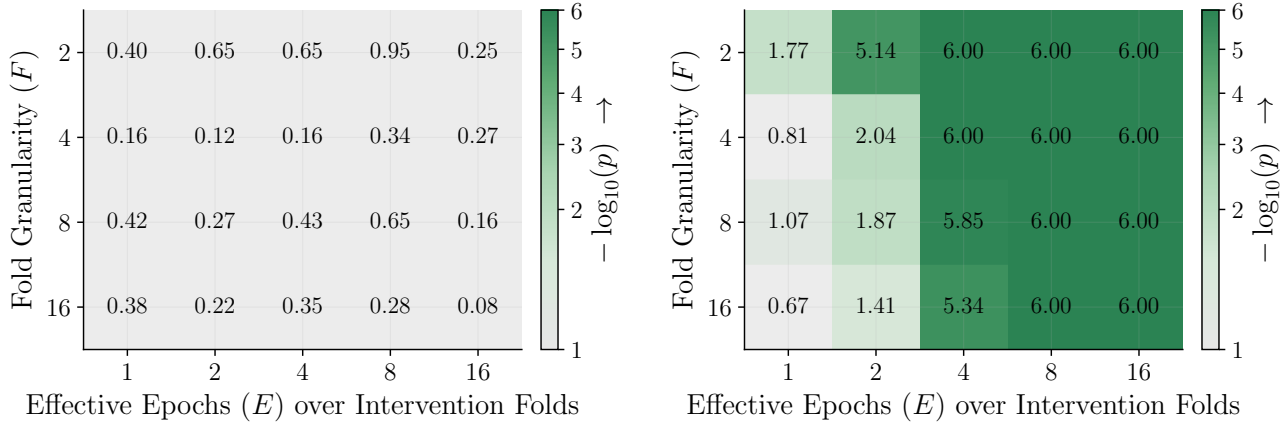 Fold Granularity (F)
2
4
8
16
0.40 0.65 0.65 0.95 0.25
0.16 0.12 0.16 0.34 0.27
0.42 0.27 0.43 0.65 0.16
0.38 0.22 0.35 0.28 0.08
1 2 4 8 16
Effective Epochs (E) over Intervention Folds
6
5
4
3
2
1
− log₁₀(p) →
Fold Granularity (F)
2
4
8
16
1.77 5.14 6.00 6.00 6.00
0.81 2.04 6.00 6.00 6.00
1.07 1.87 5.85 6.00 6.00
0.67 1.41 5.34 6.00 6.00
1 2 4 8 16
Effective Epochs (E) over Intervention Folds
6
5
4
3
2
1
− log₁₀(p) →